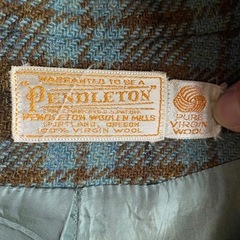 "WARRANTED TO BE A
"PENDLETON"
PENDLETON WOOLEN MILLS
PORTLAND, OREGON
100% VIRGIN WOOL
PURE
VIRGIN
WOOL